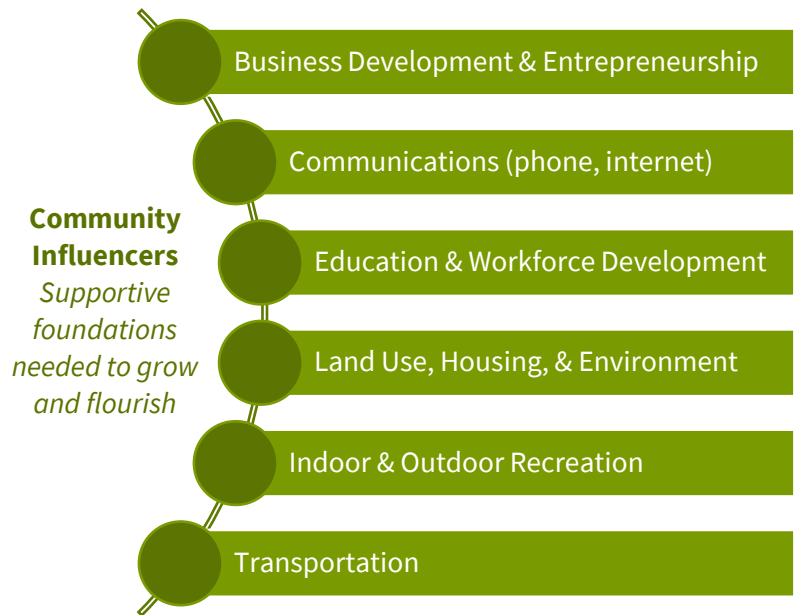 Community
Influencers
Supportive
foundations
needed to grow
and flourish
Business Development & Entrepreneurship
Communications (phone, internet)
Education & Workforce Development
Land Use, Housing, & Environment
Indoor & Outdoor Recreation
Transportation